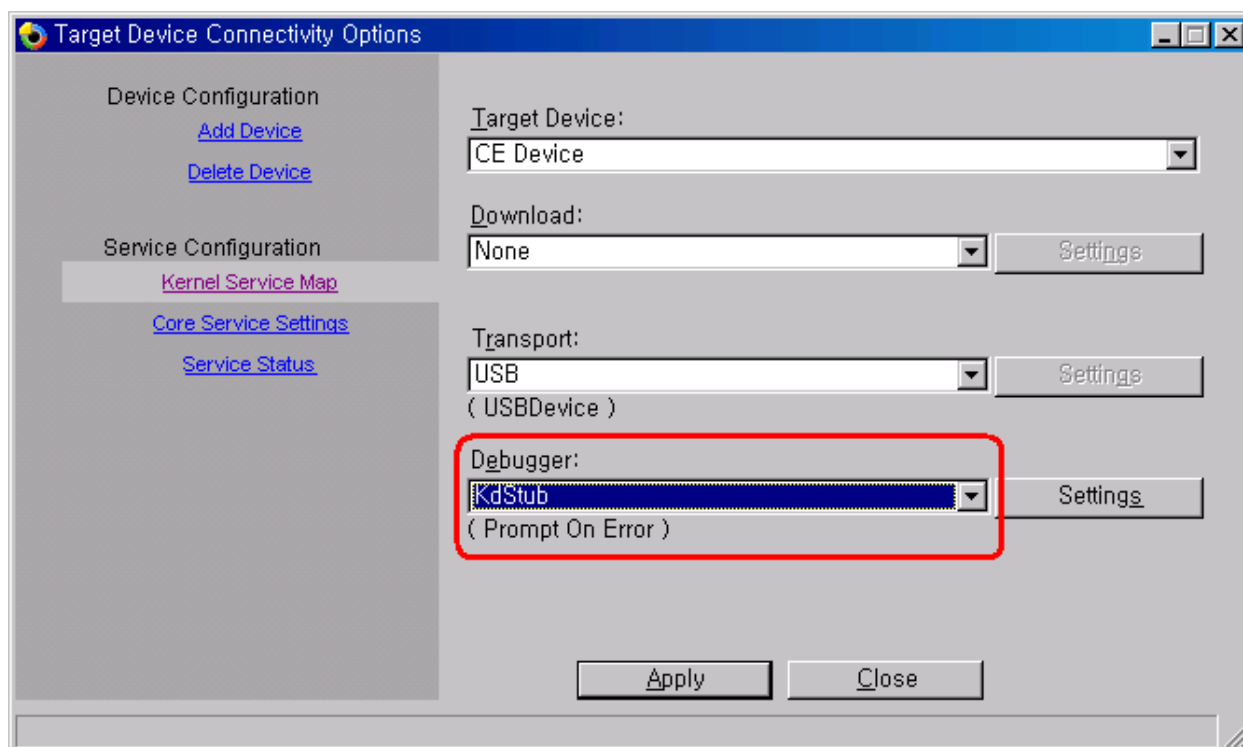 Target Device Connectivity Options
Device Configuration
Add Device
Delete Device
Service Configuration
Kernel Service Map
Core Service Settings
Service Status
Target Device:
CE Device
Download:
None
Settings
Transport:
USB
Settings
( USBDevice )
Debugger:
KdStub
Settings
( Prompt On Error )
Apply
Close